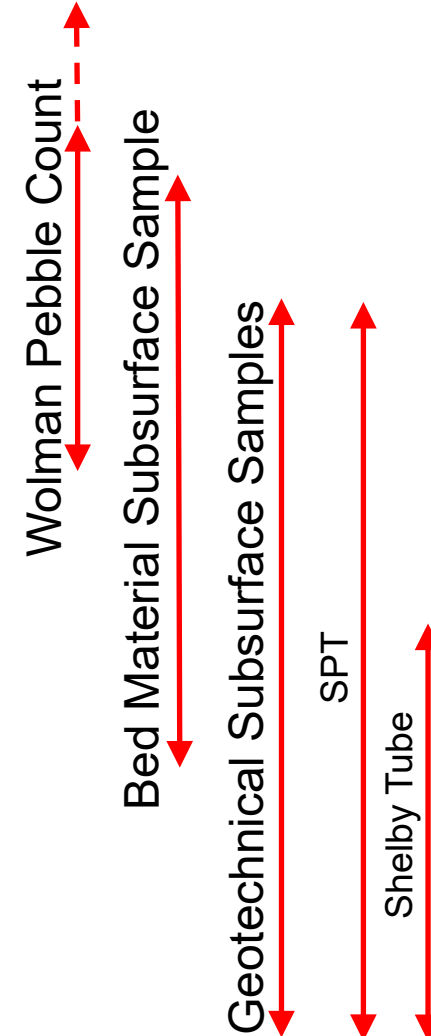 Wolman Pebble Count
Bed Material Subsurface Sample
Geotechnical Subsurface Samples
SPT
Shelby Tube